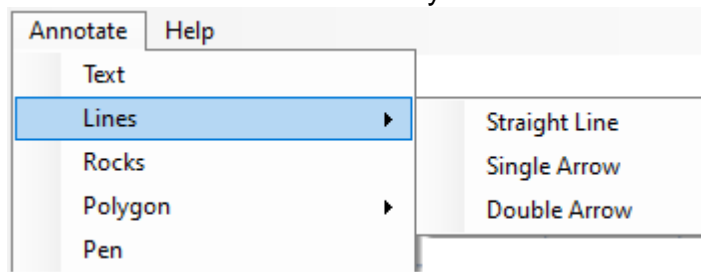 Annotate Help
Text
Lines
Straight Line
Rocks
Single Arrow
Polygon
Double Arrow
Pen